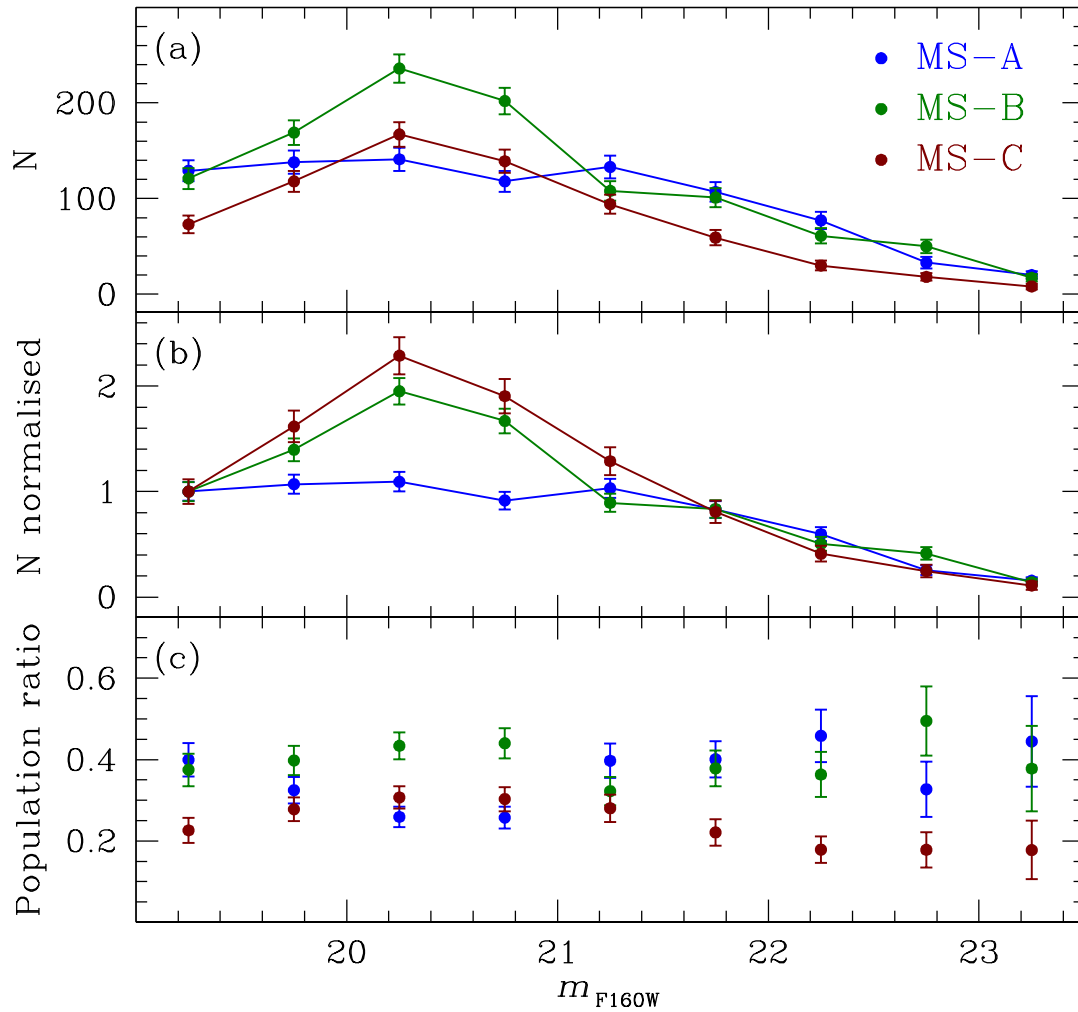 (a)
MS-A
MS-B
MS-C
N
200
100
0
(b)
N normalised
2
1
0
(c)
Population ratio
0.6
0.4
0.2
20 21 22 23
m F160W